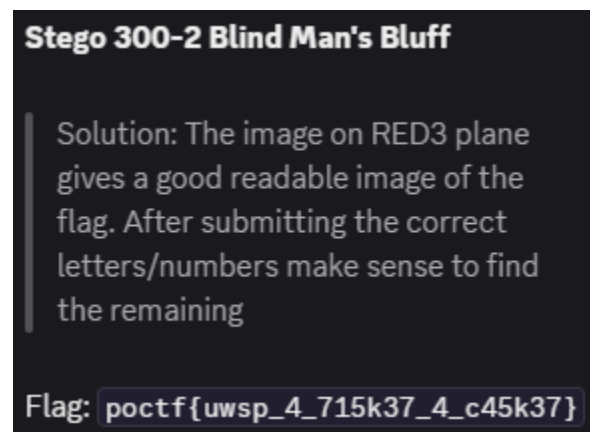 Stego 300-2 Blind Man's Bluff
Solution: The image on RED3 plane
gives a good readable image of the
flag. After submitting the correct
letters/numbers make sense to find
the remaining
Flag: poctf{uwsp_4_715k37_4_c45k37}